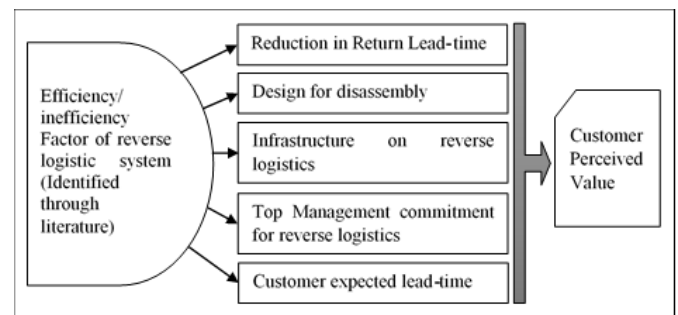 Efficiency/
inefficiency
Factor of reverse
logistic system
(Identified
through
literature)
Reduction in Return Lead-time
Design for disassembly
Infrastructure on reverse
logistics
Top Management commitment
for reverse logistics
Customer expected lead-time
Customer
Perceived
Value